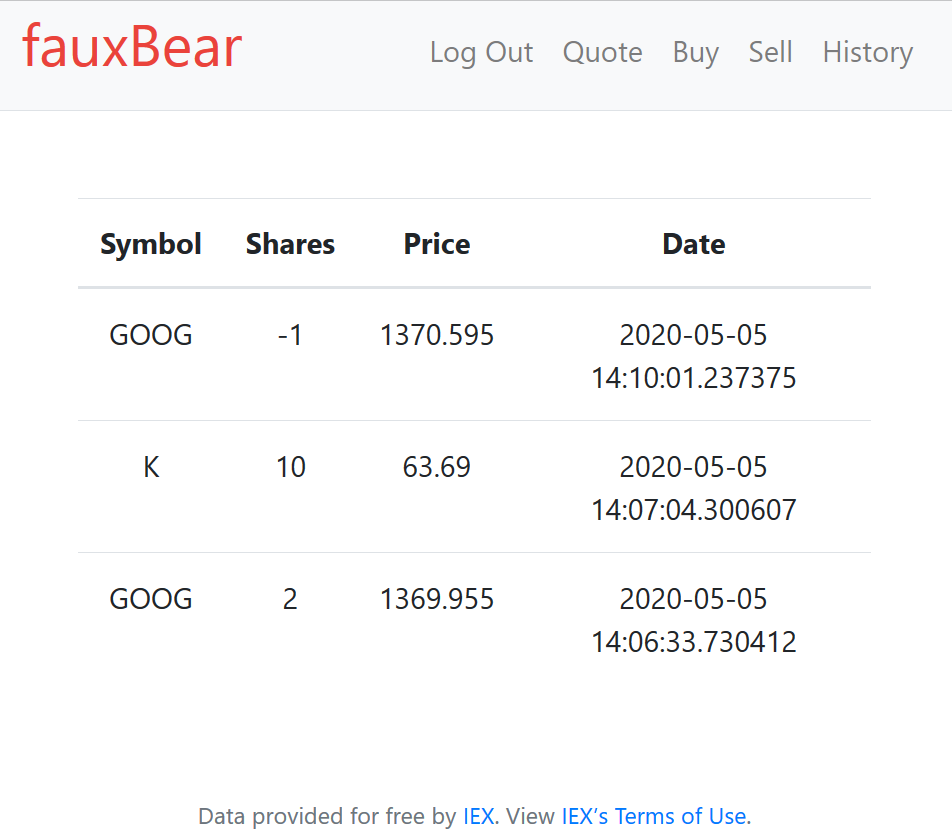 fauxBear Log Out Quote Buy Sell History
Symbol Shares Price Date
GOOG -1 1370.595 2020-05-05
14:10:01.237375
K 10 63.69 2020-05-05
14:07:04.300607
GOOG 2 1369.955 2020-05-05
14:06:33.730412
Data provided for free by IEX. View IEX’s Terms of Use.